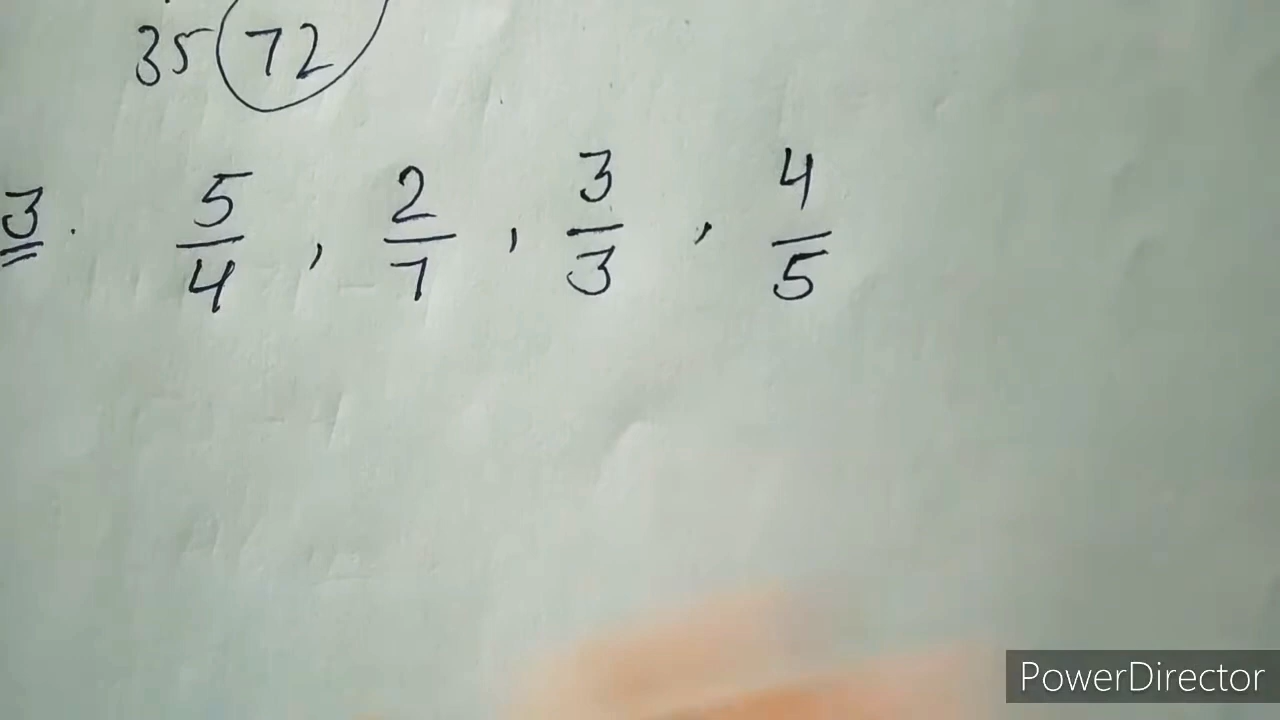 35 72
3. 5/4 , 2/7 , 3/3 , 4/5
PowerDirector